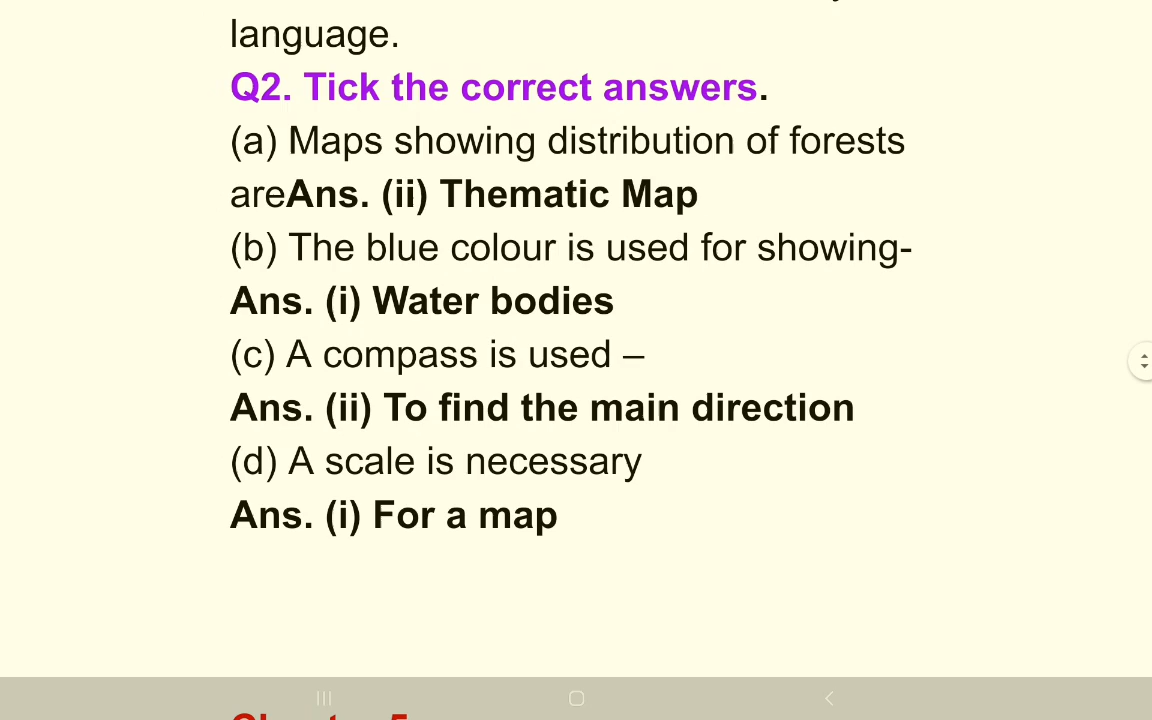 language.
Q2. Tick the correct answers.
(a) Maps showing distribution of forests
areAns. (ii) Thematic Map
(b) The blue colour is used for showing-
Ans. (i) Water bodies
(c) A compass is used –
Ans. (ii) To find the main direction
(d) A scale is necessary
Ans. (i) For a map
Chapter 5